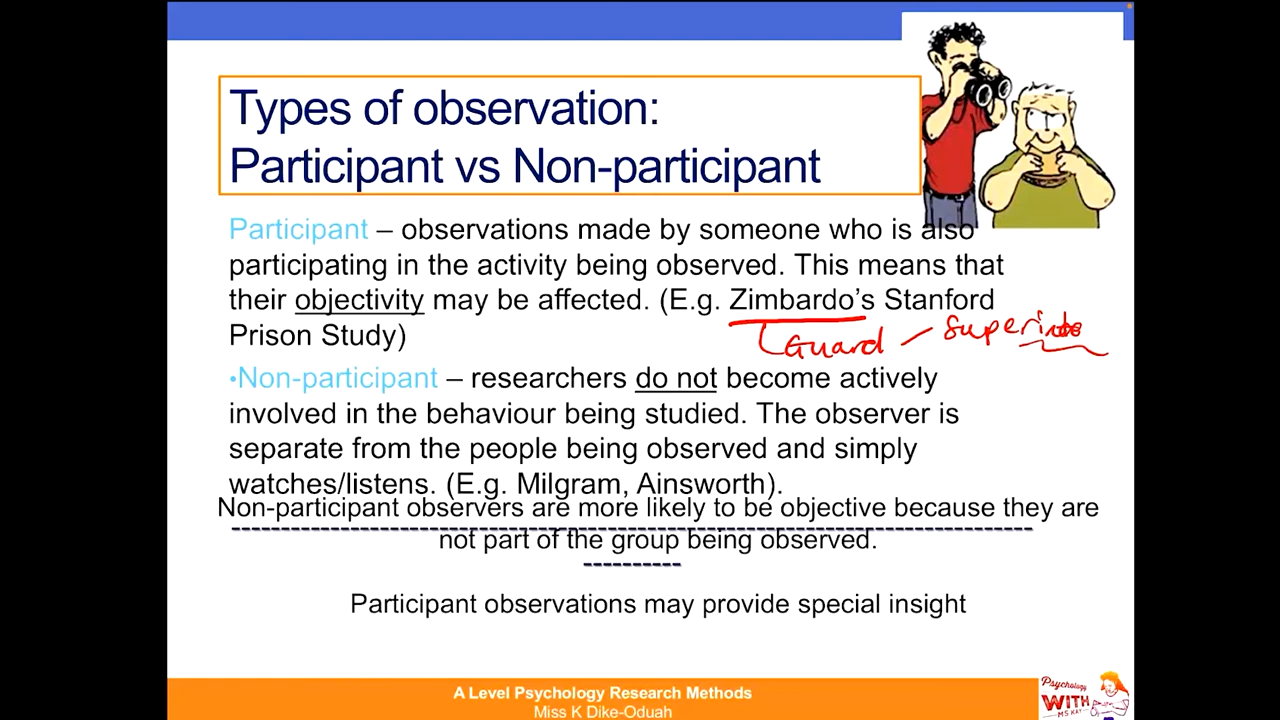 Types of observation:
Participant vs Non-participant
Participant – observations made by someone who is also
participating in the activity being observed. This means that
their objectivity may be affected. (E.g. Zimbardo’s Stanford
Prison Study)
Guard –
•Non-participant – researchers do not become actively
involved in the behaviour being studied. The observer is
separate from the people being observed and simply
watches/listens. (E.g. Milgram, Ainsworth).
Non-participant observers are more likely to be objective because they are
not part of the group being observed.
Participant observations may provide special insight
A Level Psychology Research Methods
Miss K Dike-Oduah
Psychology
WITH
MS KAY